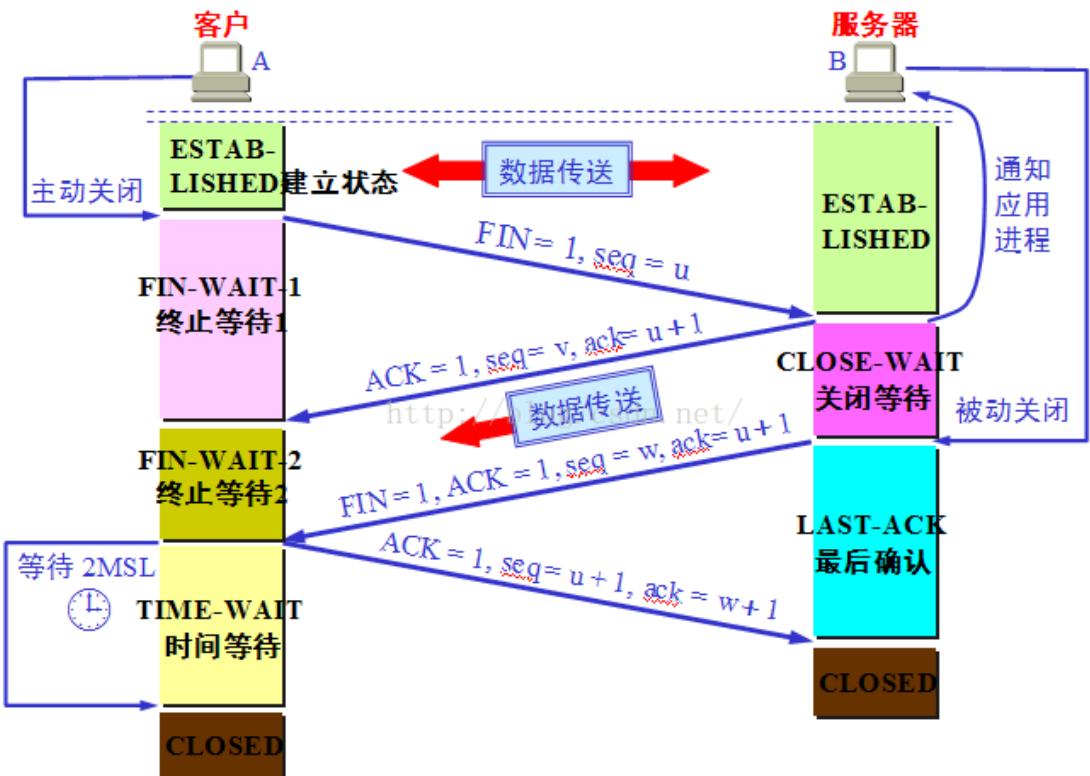 客户
服务器
A
B
ESTAB-
LISHED建立状态
数据传送
主动关闭
ESTAB-
LISHED
通知
应用
进程
FIN = 1, seq = u
FIN-WAIT-1
终止等待1
ACK = 1, seq= v, ack= u + 1
CLOSE-WAIT
关闭等待
数据传送
被动关闭
FIN-WAIT-2
终止等待2
FIN=1, ACK = 1, seq = w, ack= u+1
LAST-ACK
最后确认
ACK = 1, seq= u + 1, ack = w+1
等待 2MSL
TIME-WAIT
时间等待
CLOSED
CLOSED